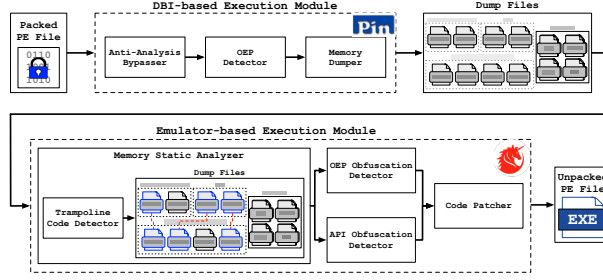 DBI-based Execution Module
Dump Files
Packed
PE File
0110
1010
Pin
Anti-Analysis
Bypasser
OEP
Detector
Memory
Dumper
Emulator-based Execution Module
Memory Static Analyzer
Dump Files
Trampoline
Code Detector
OEP Obfuscation
Detector
API Obfuscation
Detector
Code Patcher
Unpacked
PE File
EXE